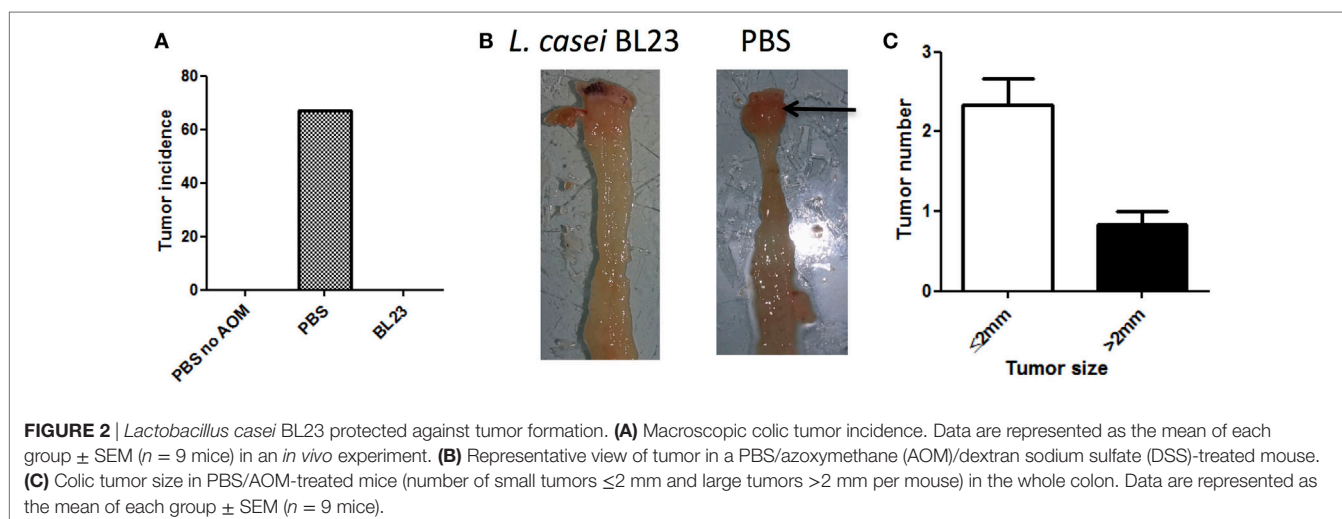 A
Tumor incidence
80
60
40
20
0
PBS no AOM
PBS
BL23
B L. casei BL23 PBS
C
Tumor number
3
2
1
0
≤2mm
>2mm
Tumor size
FIGURE 2 | Lactobacillus casei BL23 protected against tumor formation. (A) Macroscopic colic tumor incidence. Data are represented as the mean of each
group ± SEM (n = 9 mice) in an in vivo experiment. (B) Representative view of tumor in a PBS/azoxymethane (AOM)/dextran sodium sulfate (DSS)-treated mouse.
(C) Colic tumor size in PBS/AOM-treated mice (number of small tumors ≤2 mm and large tumors >2 mm per mouse) in the whole colon. Data are represented as
the mean of each group ± SEM (n = 9 mice).